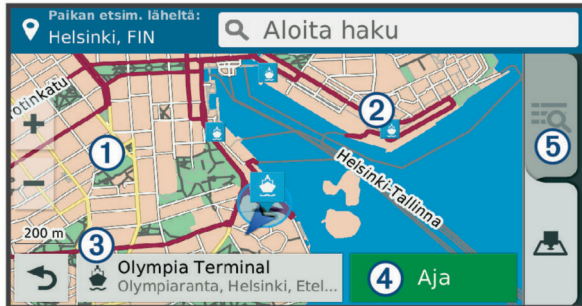 Paikan etsim. läheltä:
Helsinki, FIN
Aloita haku
rotinkatu
+
2
5
1
Helsinki-Tallinna
−
200 m
3
Olympia Terminal
Olympiaranta, Helsinki, Etel...
4
Aja